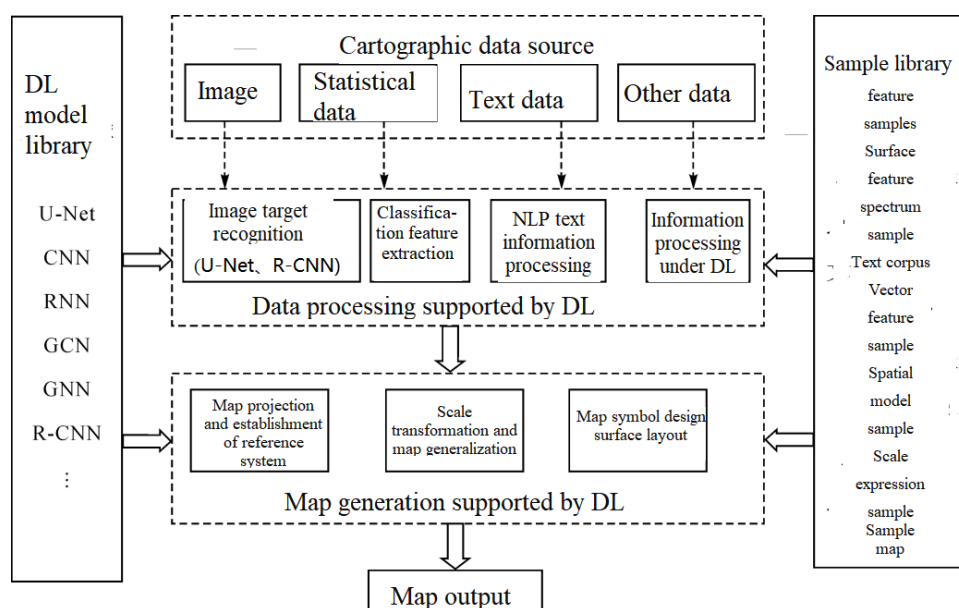 DL
model
library
U-Net
CNN
RNN
GCN
GNN
R-CNN
⋮
Cartographic data source
Image
Statistical
data
Text data
Other data
Image target
recognition
(U-Net、R-CNN)
Classifica-
tion feature
extraction
NLP text
information
processing
Information
processing
under DL
Data processing supported by DL
Map projection
and establishment
of reference
system
Scale
transformation and
map generalization
Map symbol design
surface layout
Map generation supported by DL
Map output
Sample library
feature
samples
Surface
feature
spectrum
sample
Text corpus
Vector
feature
sample
Spatial
model
sample
Scale
expression
sample
Sample
map